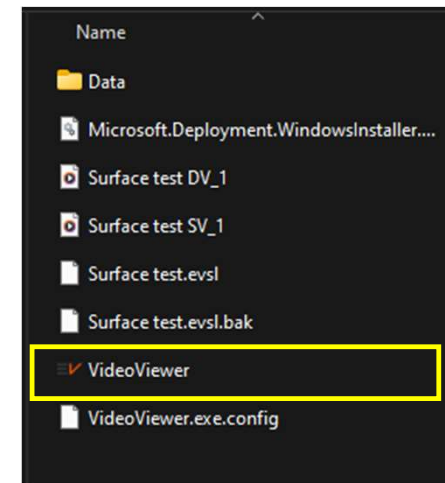 Name
Data
Microsoft.Deployment.WindowsInstaller....
Surface test DV_1
Surface test SV_1
Surface test.evsl
Surface test.evsl.bak
VideoViewer
VideoViewer.exe.config